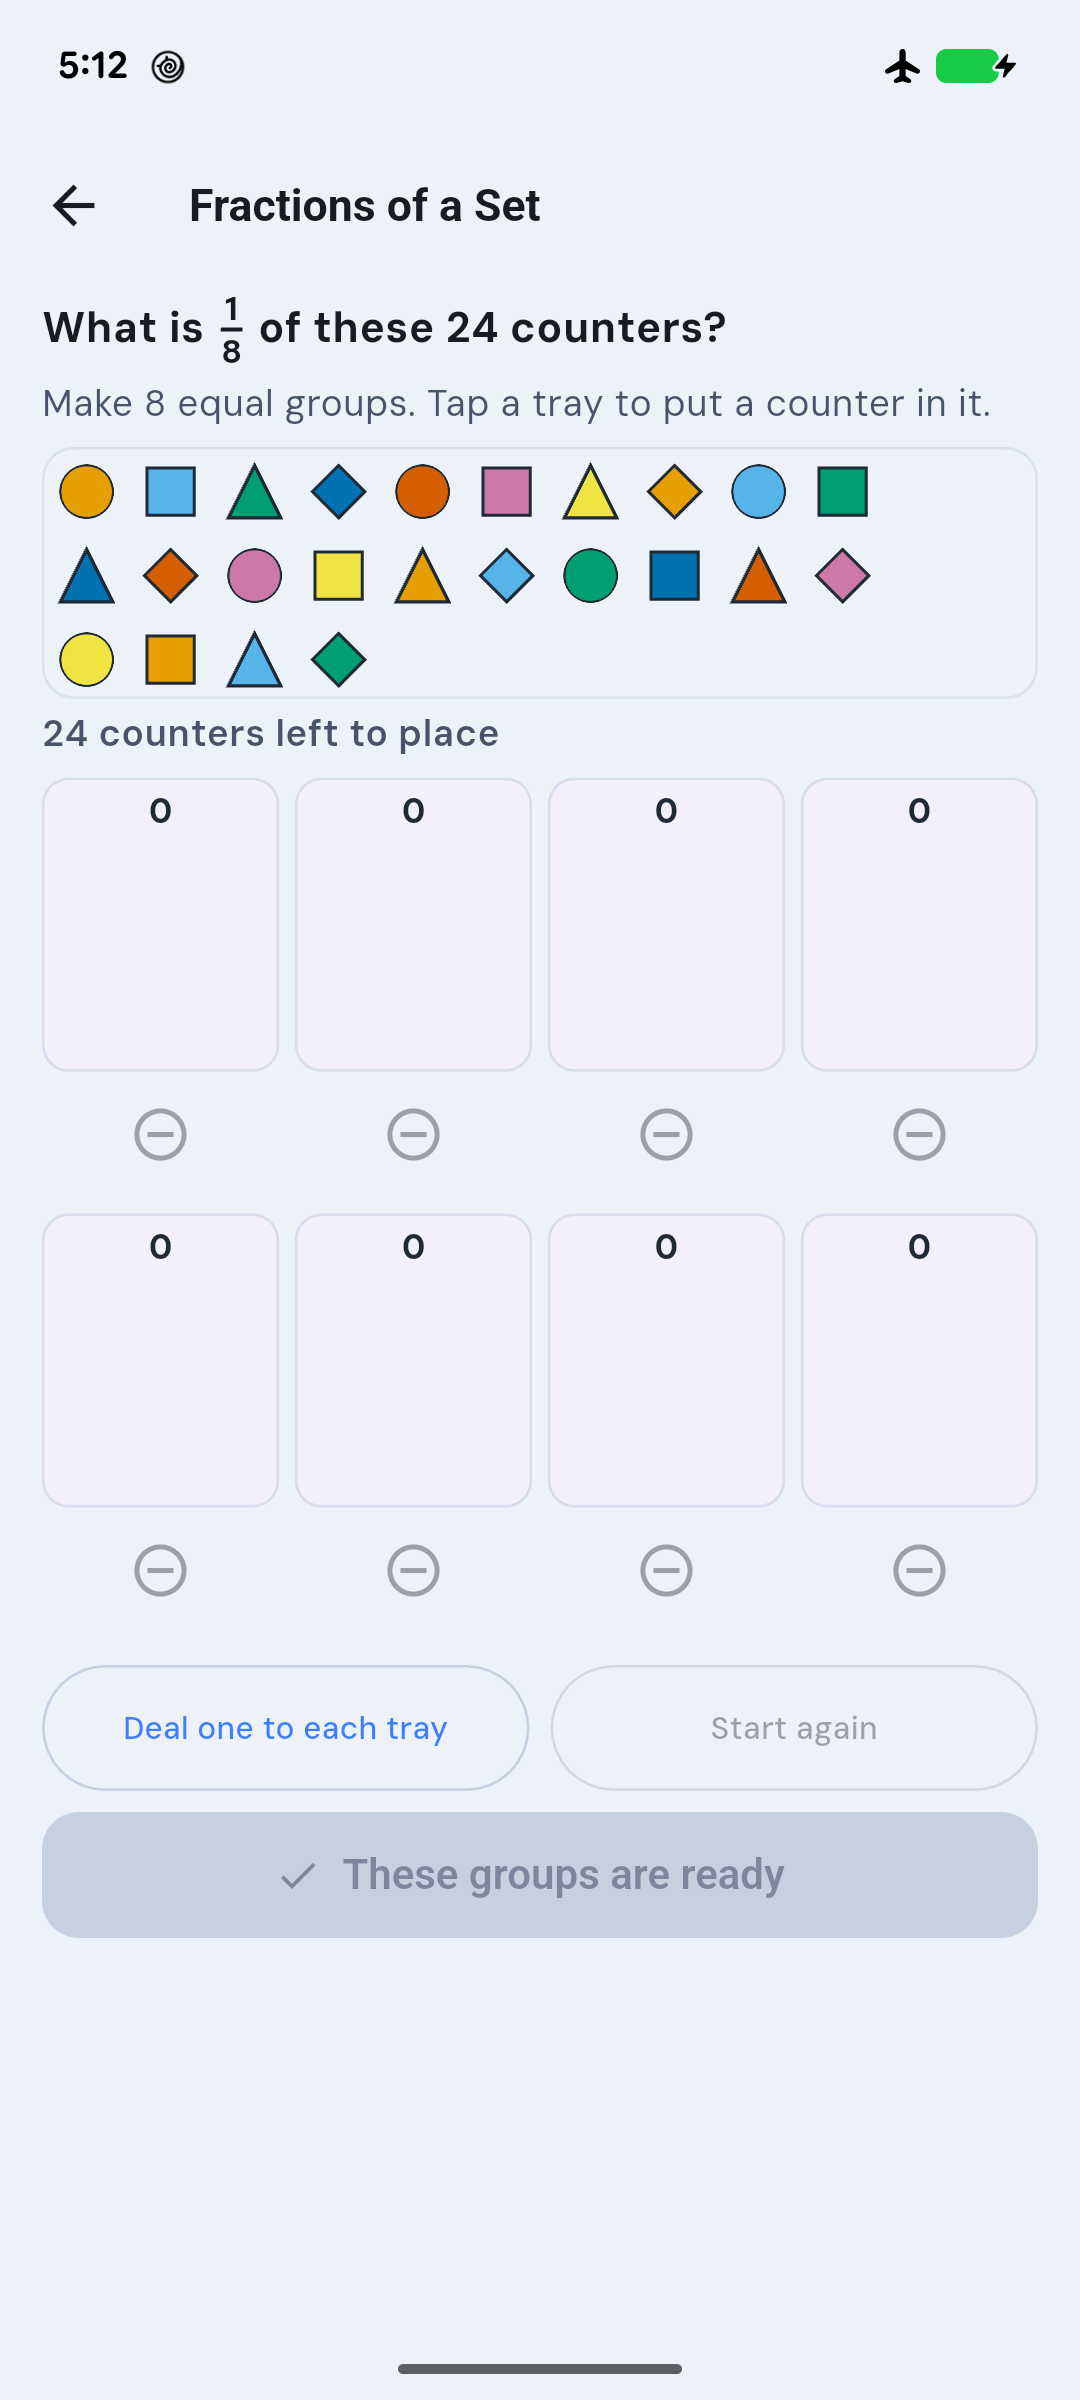 5:12
Fractions of a Set
What is 1/8 of these 24 counters?
Make 8 equal groups. Tap a tray to put a counter in it.
24 counters left to place
0 0 0 0
0 0 0 0
Deal one to each tray
Start again
These groups are ready